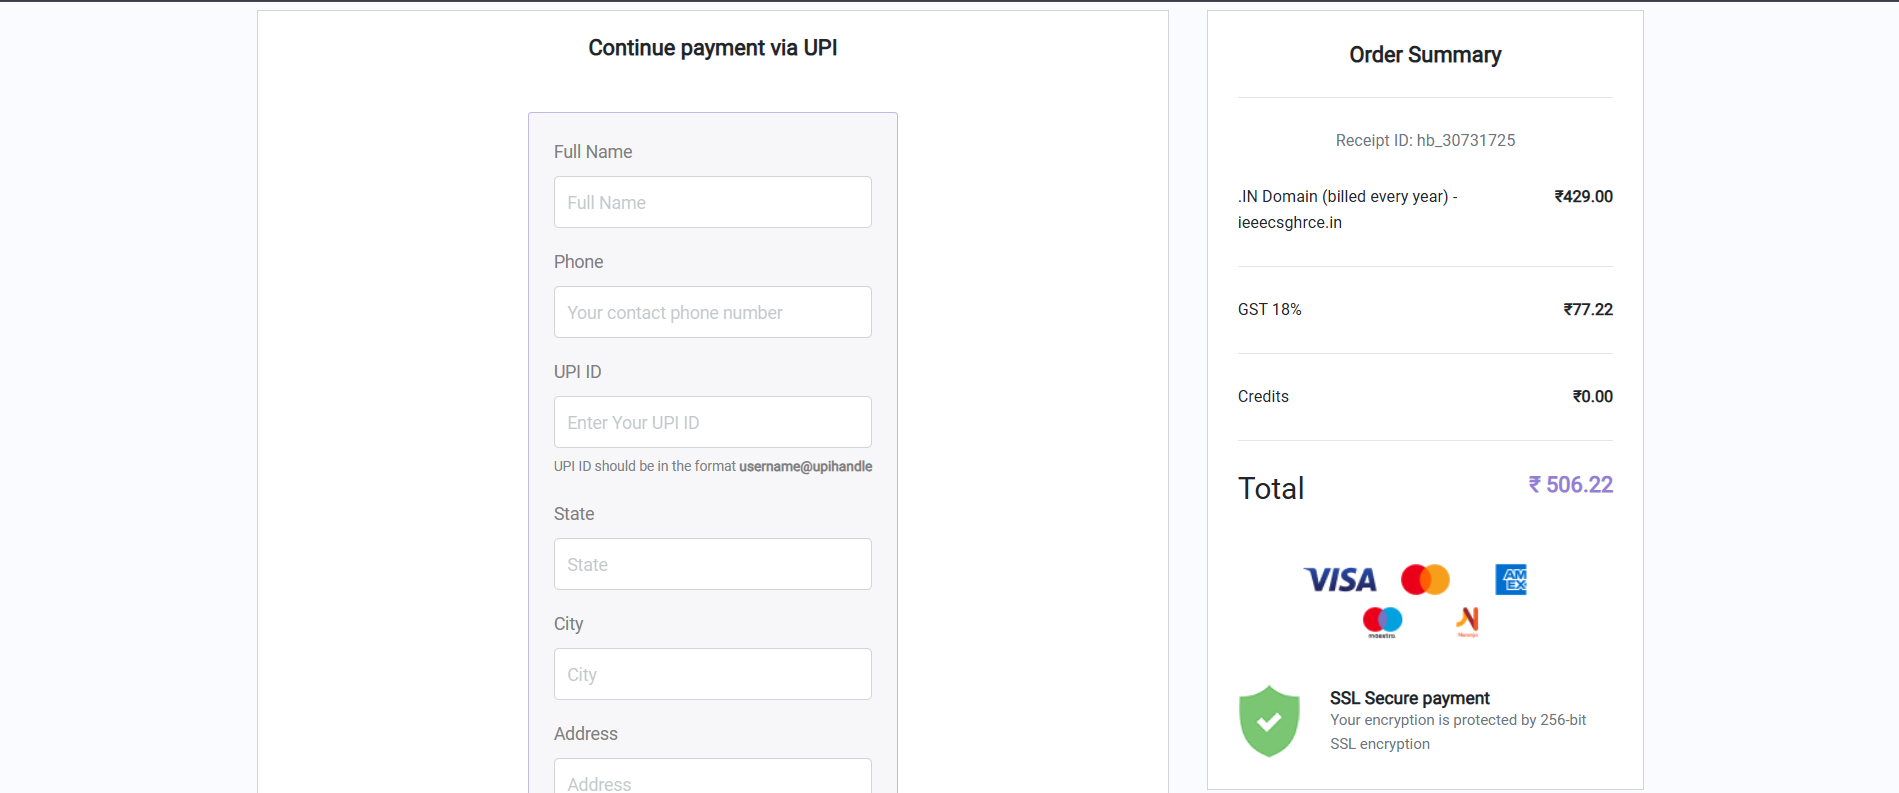 Continue payment via UPI
Full Name
Full Name
Phone
Your contact phone number
UPI ID
Enter Your UPI ID
UPI ID should be in the format username@upihandle
State
State
City
City
Address
Address
Order Summary
Receipt ID: hb_30731725
.IN Domain (billed every year) - ₹429.00
ieeecsghrce.in
GST 18% ₹77.22
Credits ₹0.00
Total ₹ 506.22
VISA
AM
EX
maestro
SSL Secure payment
Your encryption is protected by 256-bit
SSL encryption